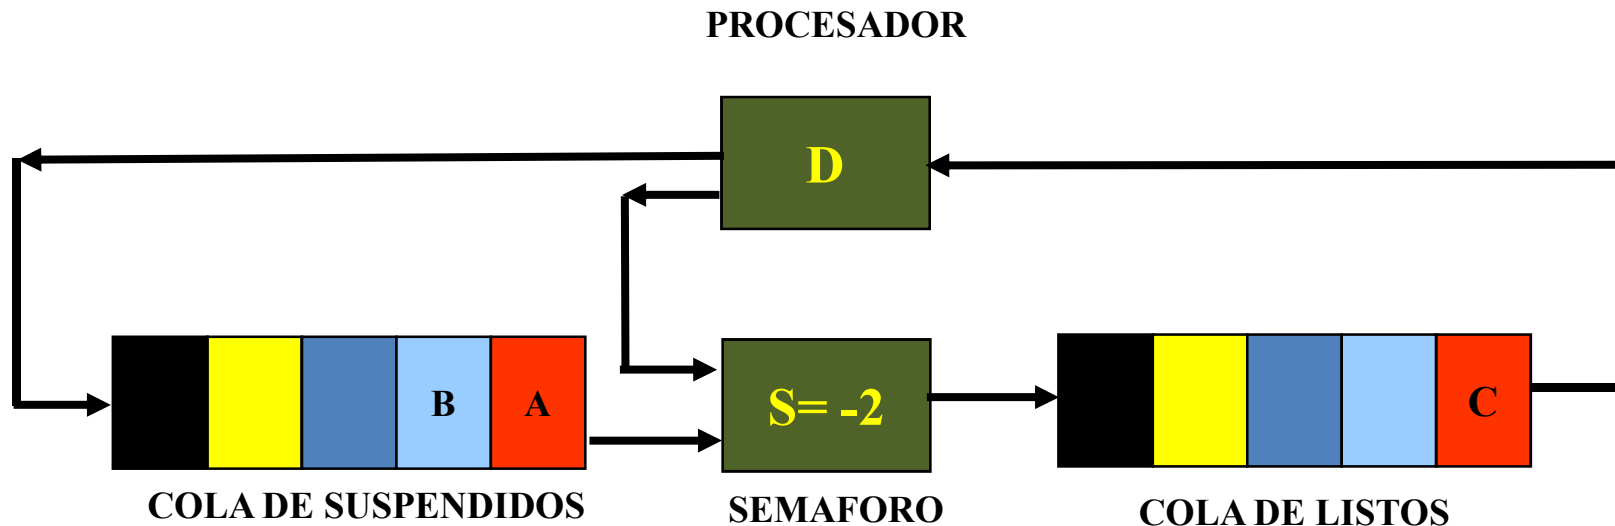 PROCESADOR
D
B A
S= -2
C
COLA DE SUSPENDIDOS
SEMAFORO
COLA DE LISTOS